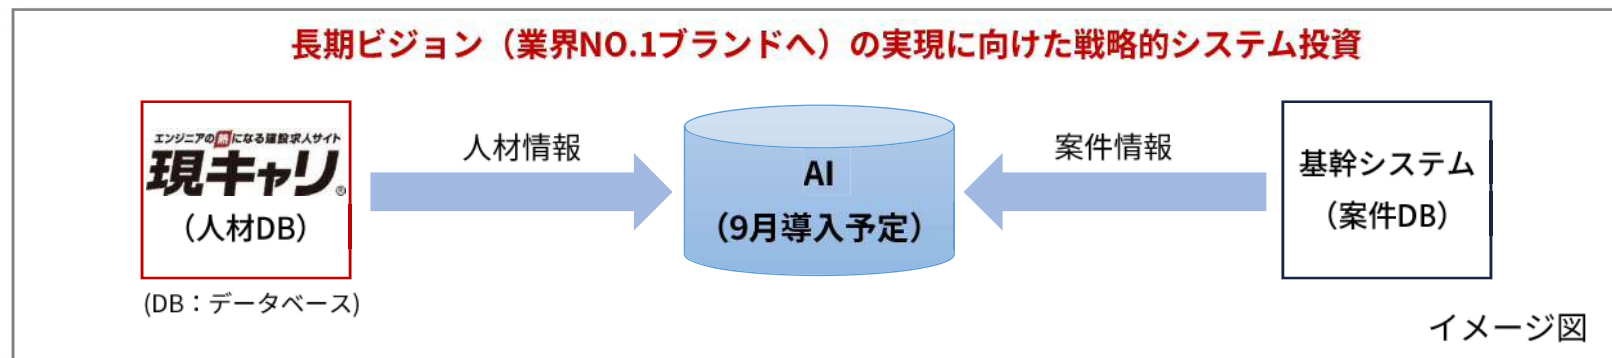 長期ビジョン（業界NO.1ブランドへ）の実現に向けた戦略的システム投資
エンジニアの熱になる建設求人サイト
現キャリ®
（人材DB）
(DB：データベース)
人材情報
AI
（9月導入予定）
案件情報
基幹システム
（案件DB）
イメージ図